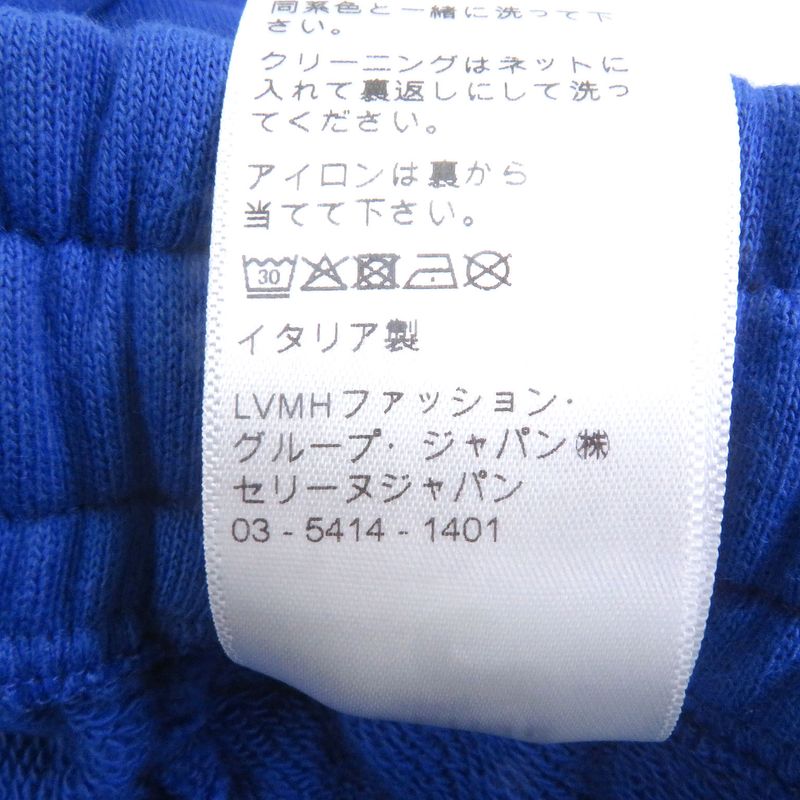 同系色と一緒に洗って下
さい。
クリーニングはネットに
入れて裏返しにして洗っ
てください。
アイロンは裏から
当てて下さい。
30
イタリア製
LVMHファッション・
グループ・ジャパン㈱
セリーヌジャパン
03 - 5414 - 1401